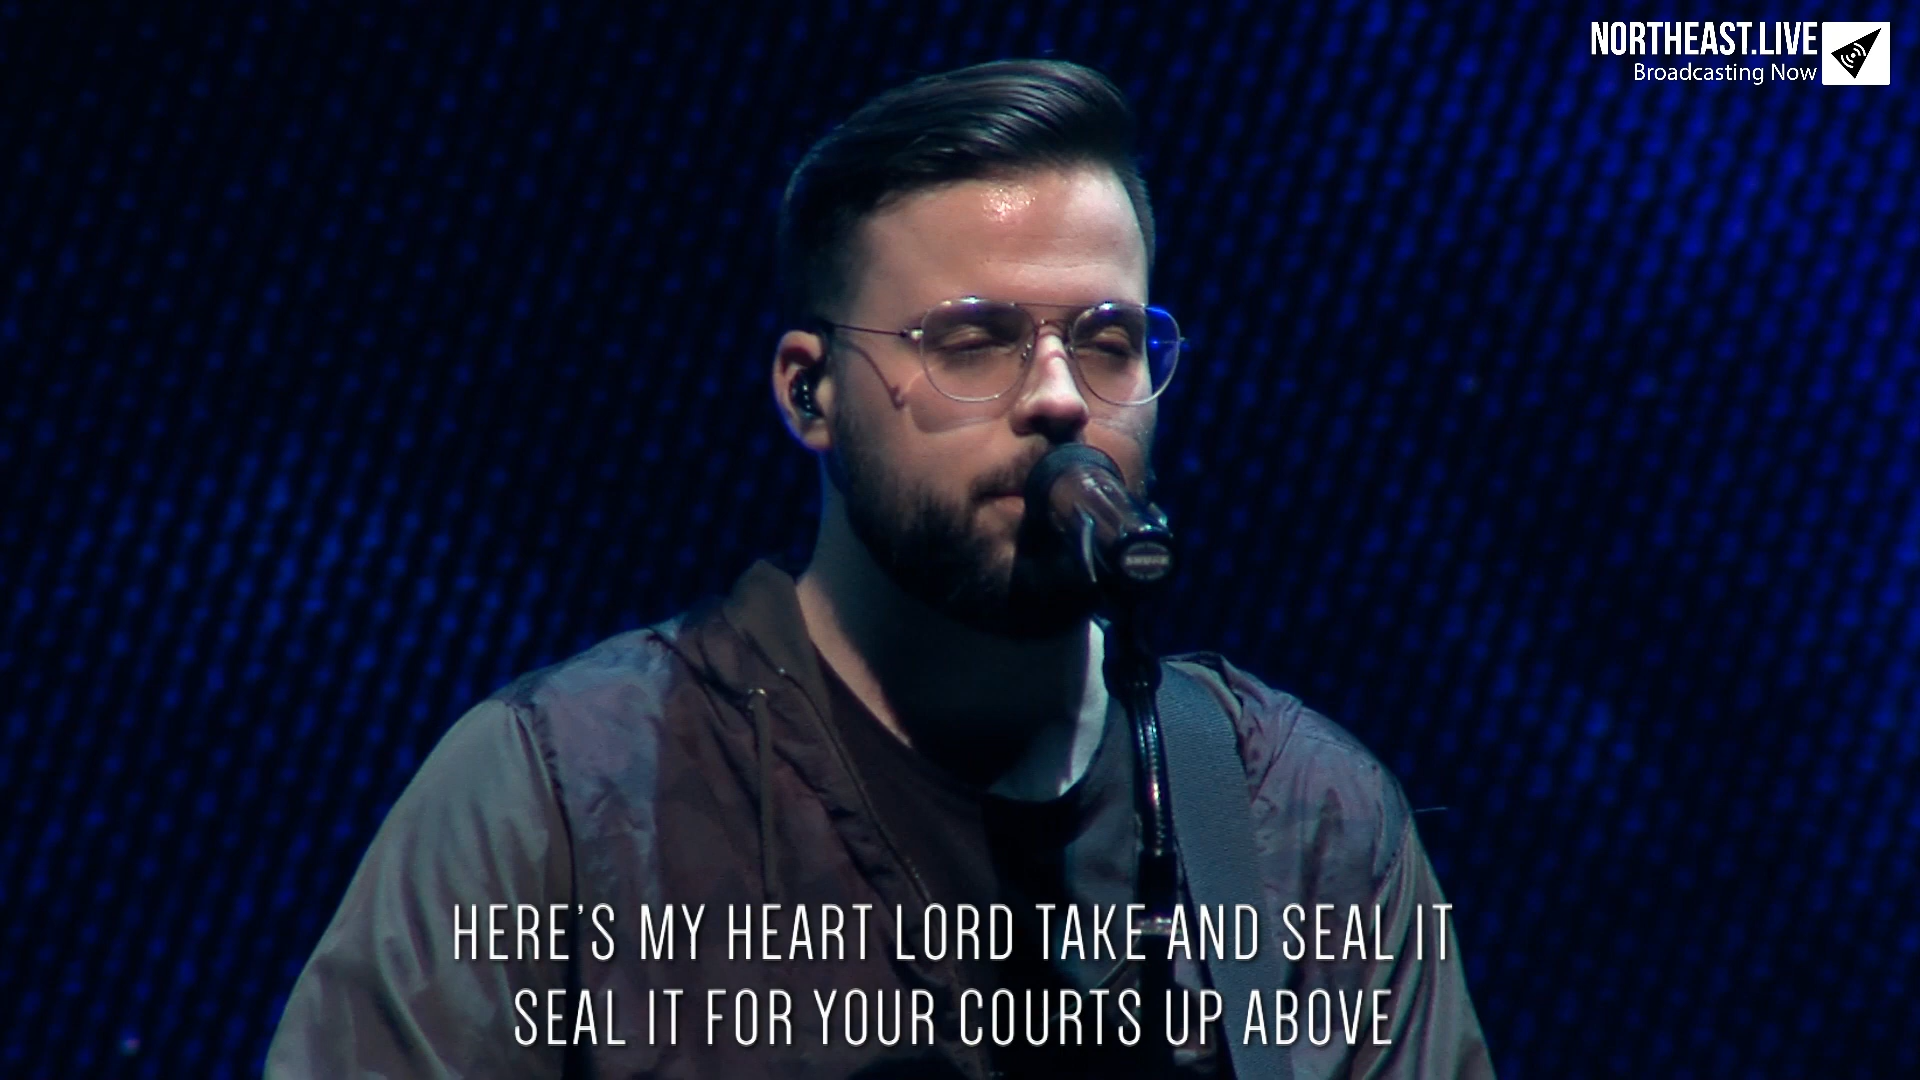 NORTHEAST.LIVE
Broadcasting Now
SHURE
HERE'S MY HEART LORD TAKE AND SEAL IT
SEAL IT FOR YOUR COURTS UP ABOVE